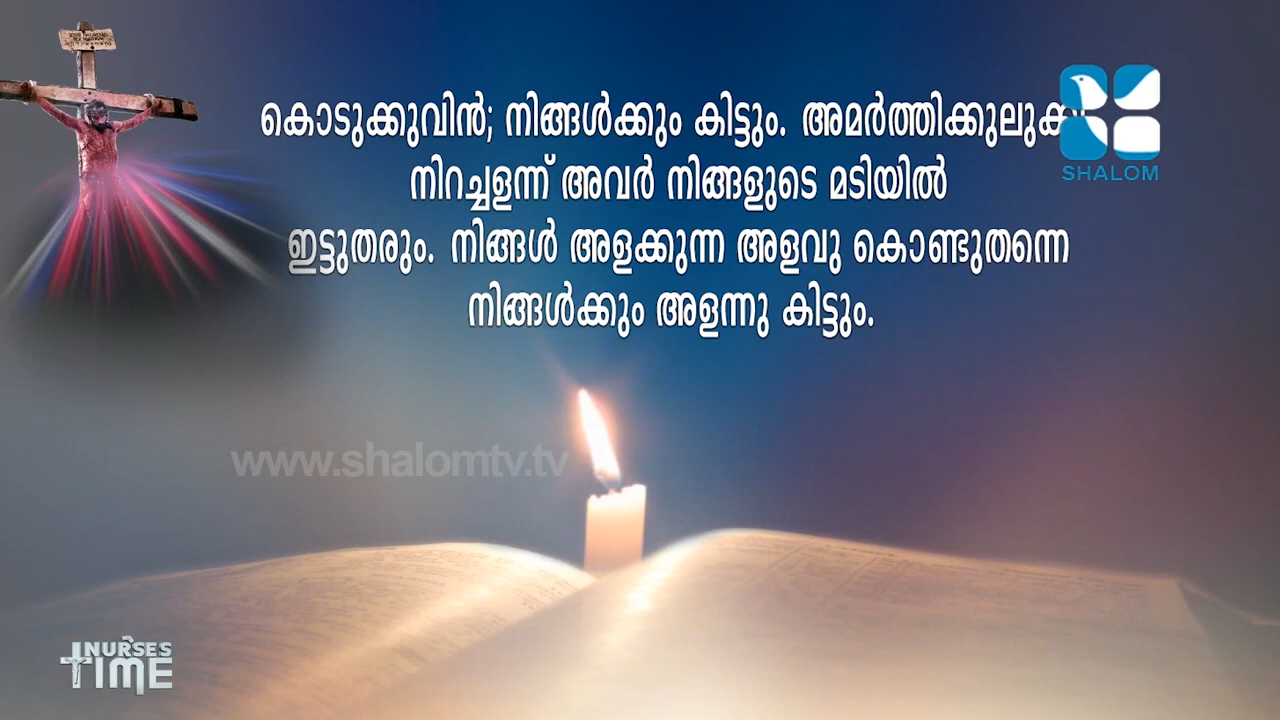 കൊടുക്കുവിൻ; നിങ്ങൾക്കും കിട്ടും.
നിറച്ചളന്ന് അവർ നിങ്ങളുടെ മടിയിൽ
ഇട്ടുതരും. നിങ്ങൾ അളക്കുന്ന അളവു കൊണ്ടുതന്നെ
നിങ്ങൾക്കും അളന്നു കിട്ടും.
SHALOM
www.shalomtv.tv
NURSES
TIME